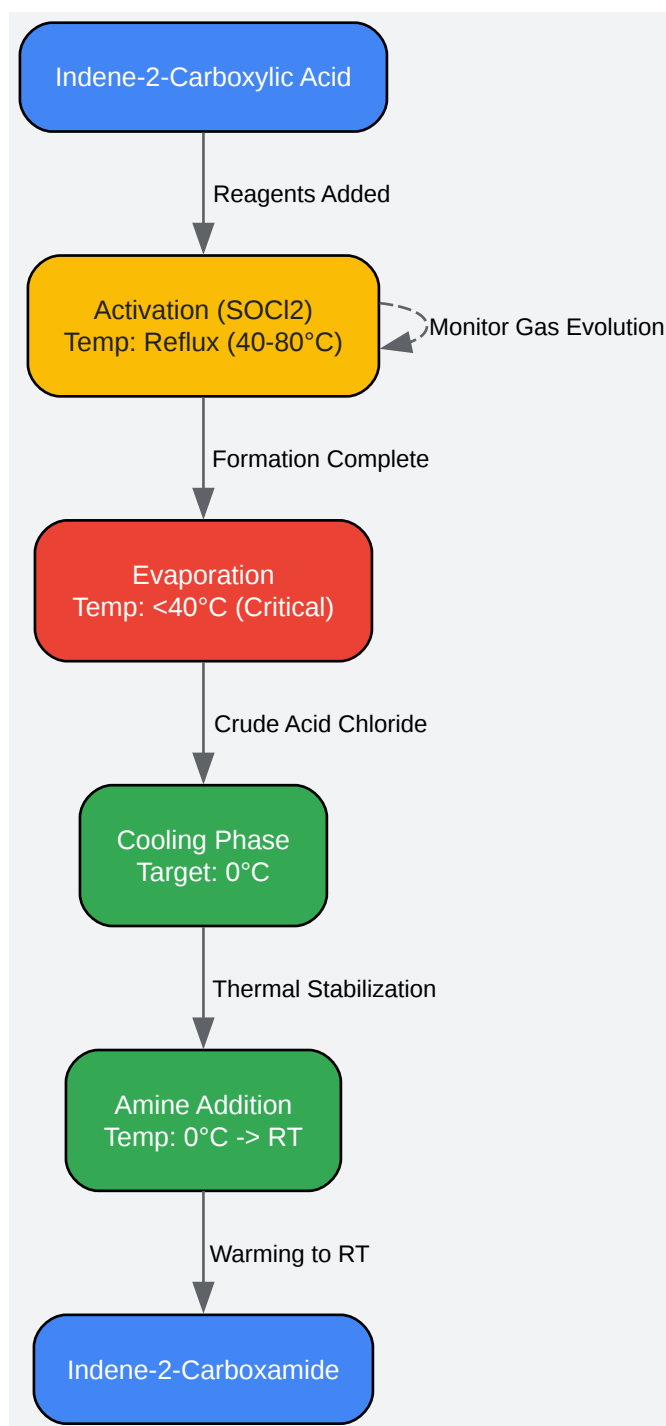 Indene-2-Carboxylic Acid
Reagents Added
Activation (SOCl2)
Temp: Reflux (40-80°C)
Monitor Gas Evolution
Formation Complete
Evaporation
Temp: <40°C (Critical)
Crude Acid Chloride
Cooling Phase
Target: 0°C
Thermal Stabilization
Amine Addition
Temp: 0°C -> RT
Warming to RT
Indene-2-Carboxamide